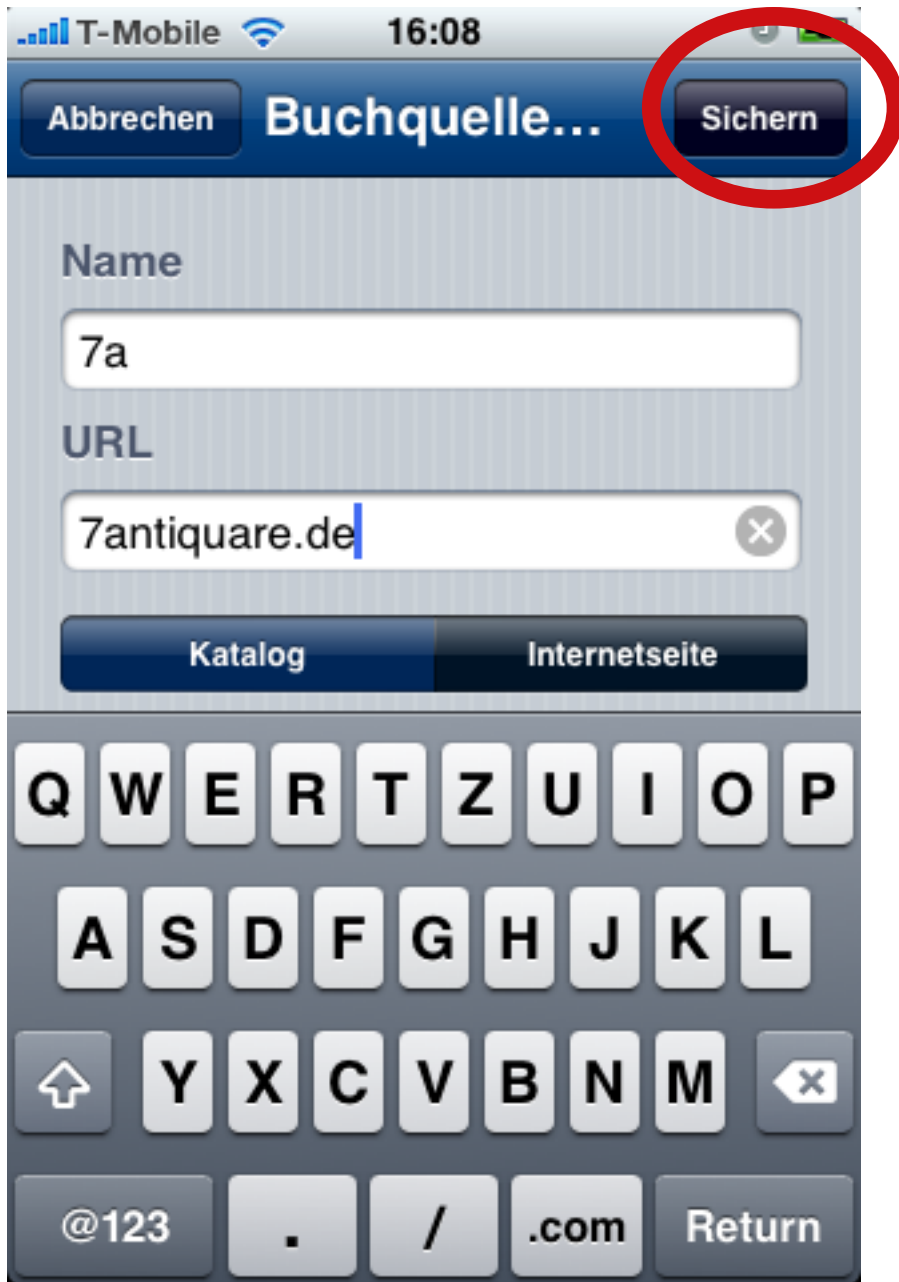 T-Mobile 16:08
Abbrechen Buchquelle... Sichern
Name
7a
URL
7antiquare.de
Katalog Internetseite
Q W E R T Z U I O P
A S D F G H J K L
Y X C V B N M
@123 . / .com Return